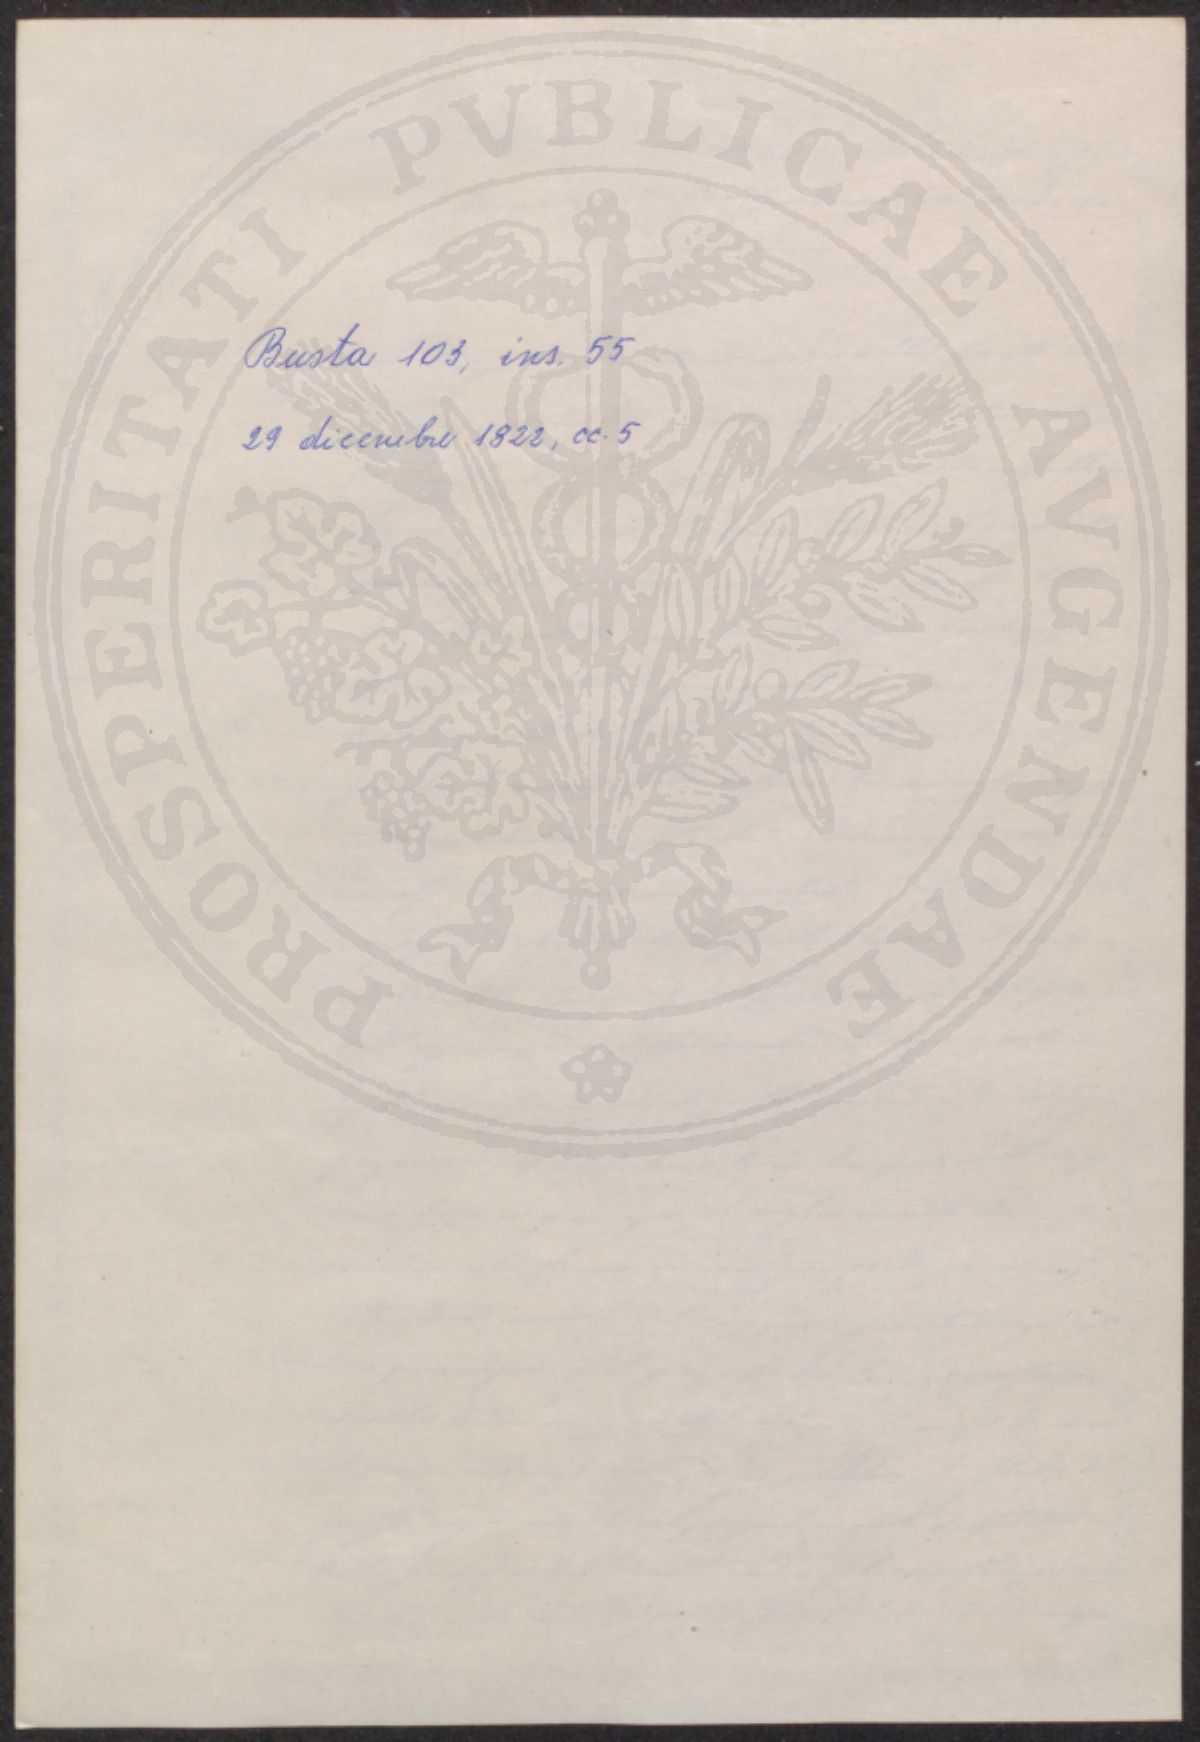 PROSPERITATI PVBLICAE AVGENDAE
Busta 103, ins. 55
29 dicembre 1822, cc. 5